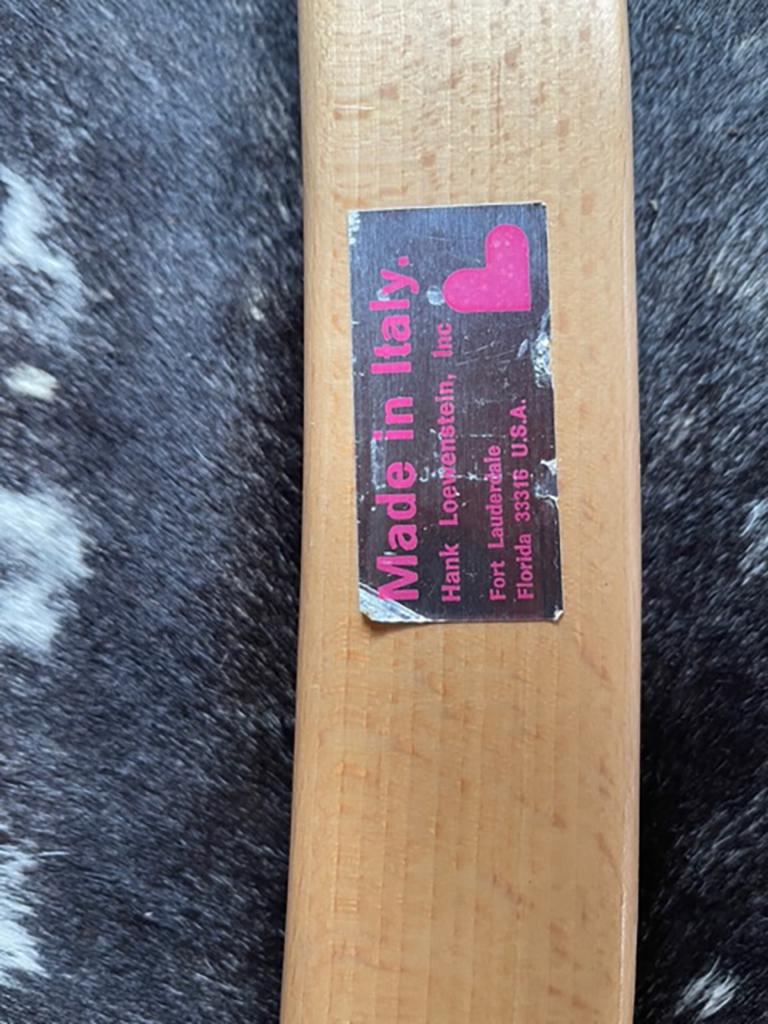 Made in Italy.
Hank Loewenstein, Inc
Fort Lauderdale
Florida 33316 U.S.A.